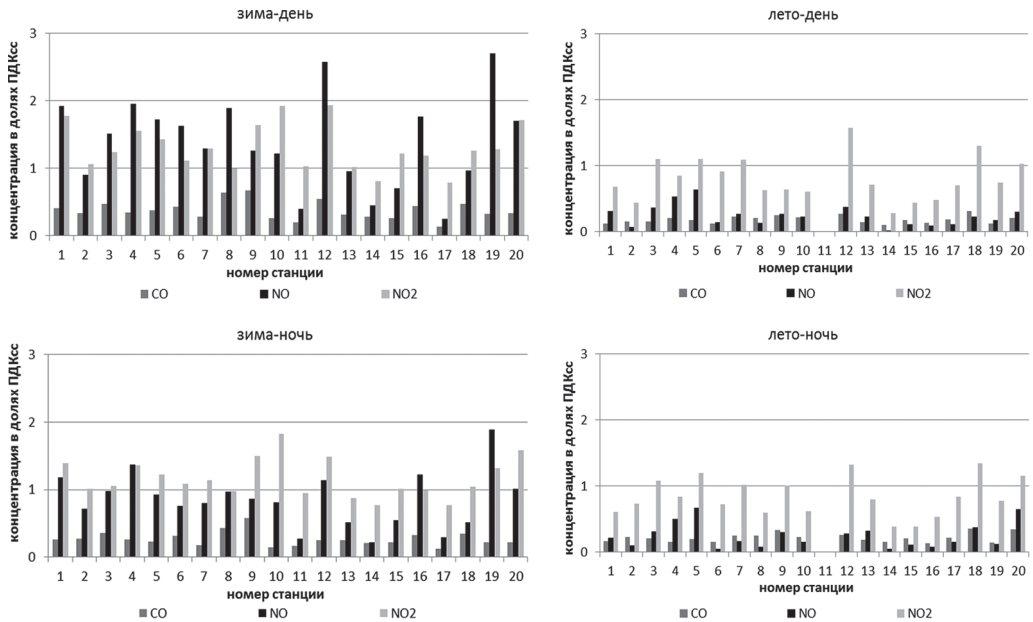 зима-день
концентрация в долях ПДКсс
3
2
1
0
1 2 3 4 5 6 7 8 9 10 11 12 13 14 15 16 17 18 19 20
номер станции
CO NO NO2
лето-день
концентрация в долях ПДКсс
3
2
1
0
1 2 3 4 5 6 7 8 9 10 11 12 13 14 15 16 17 18 19 20
номер станции
CO NO NO2
зима-ночь
концентрация в долях ПДКсс
3
2
1
0
1 2 3 4 5 6 7 8 9 10 11 12 13 14 15 16 17 18 19 20
номер станции
CO NO NO2
лето-ночь
концентрация в долях ПДКсс
3
2
1
0
1 2 3 4 5 6 7 8 9 10 11 12 13 14 15 16 17 18 19 20
номер станции
CO NO NO2